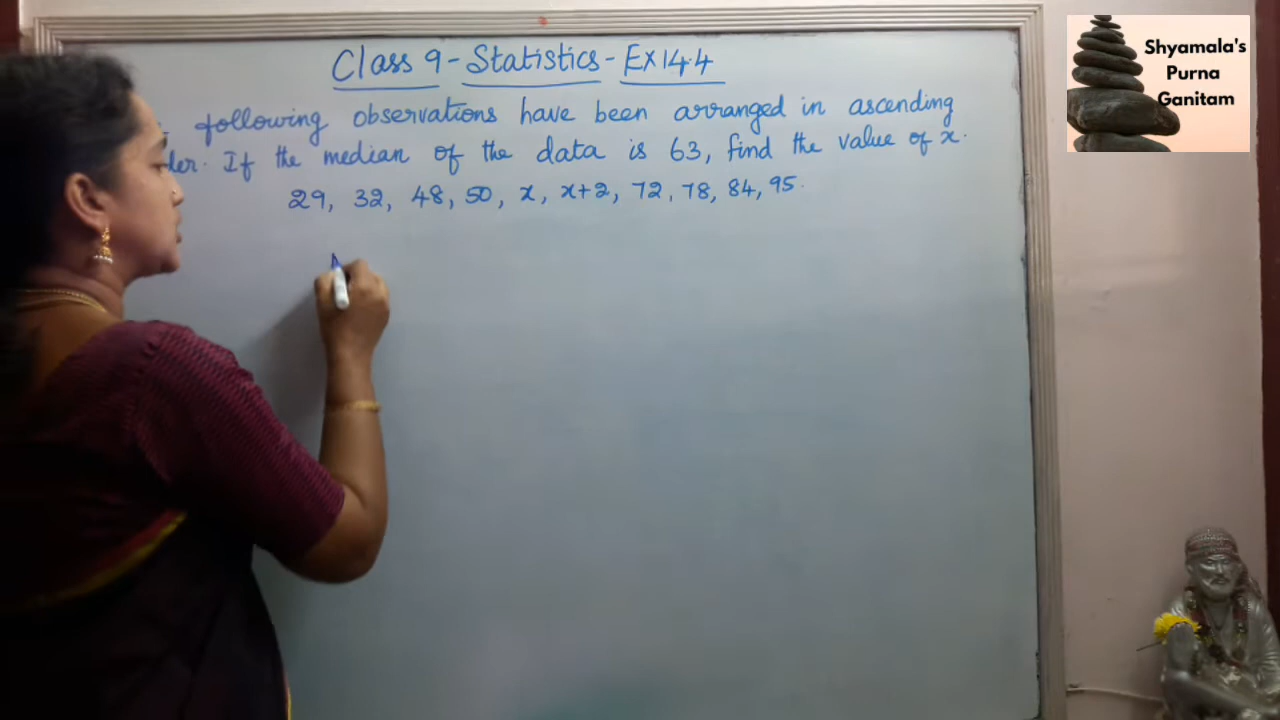 Class 9 - Statistics - Ex 14.4
following observations have been arranged in ascending
der. If the median of the data is 63, find the value of x.
29, 32, 48, 50, x, x+2, 72, 78, 84, 95.
Shyamala's
Purna
Ganitam